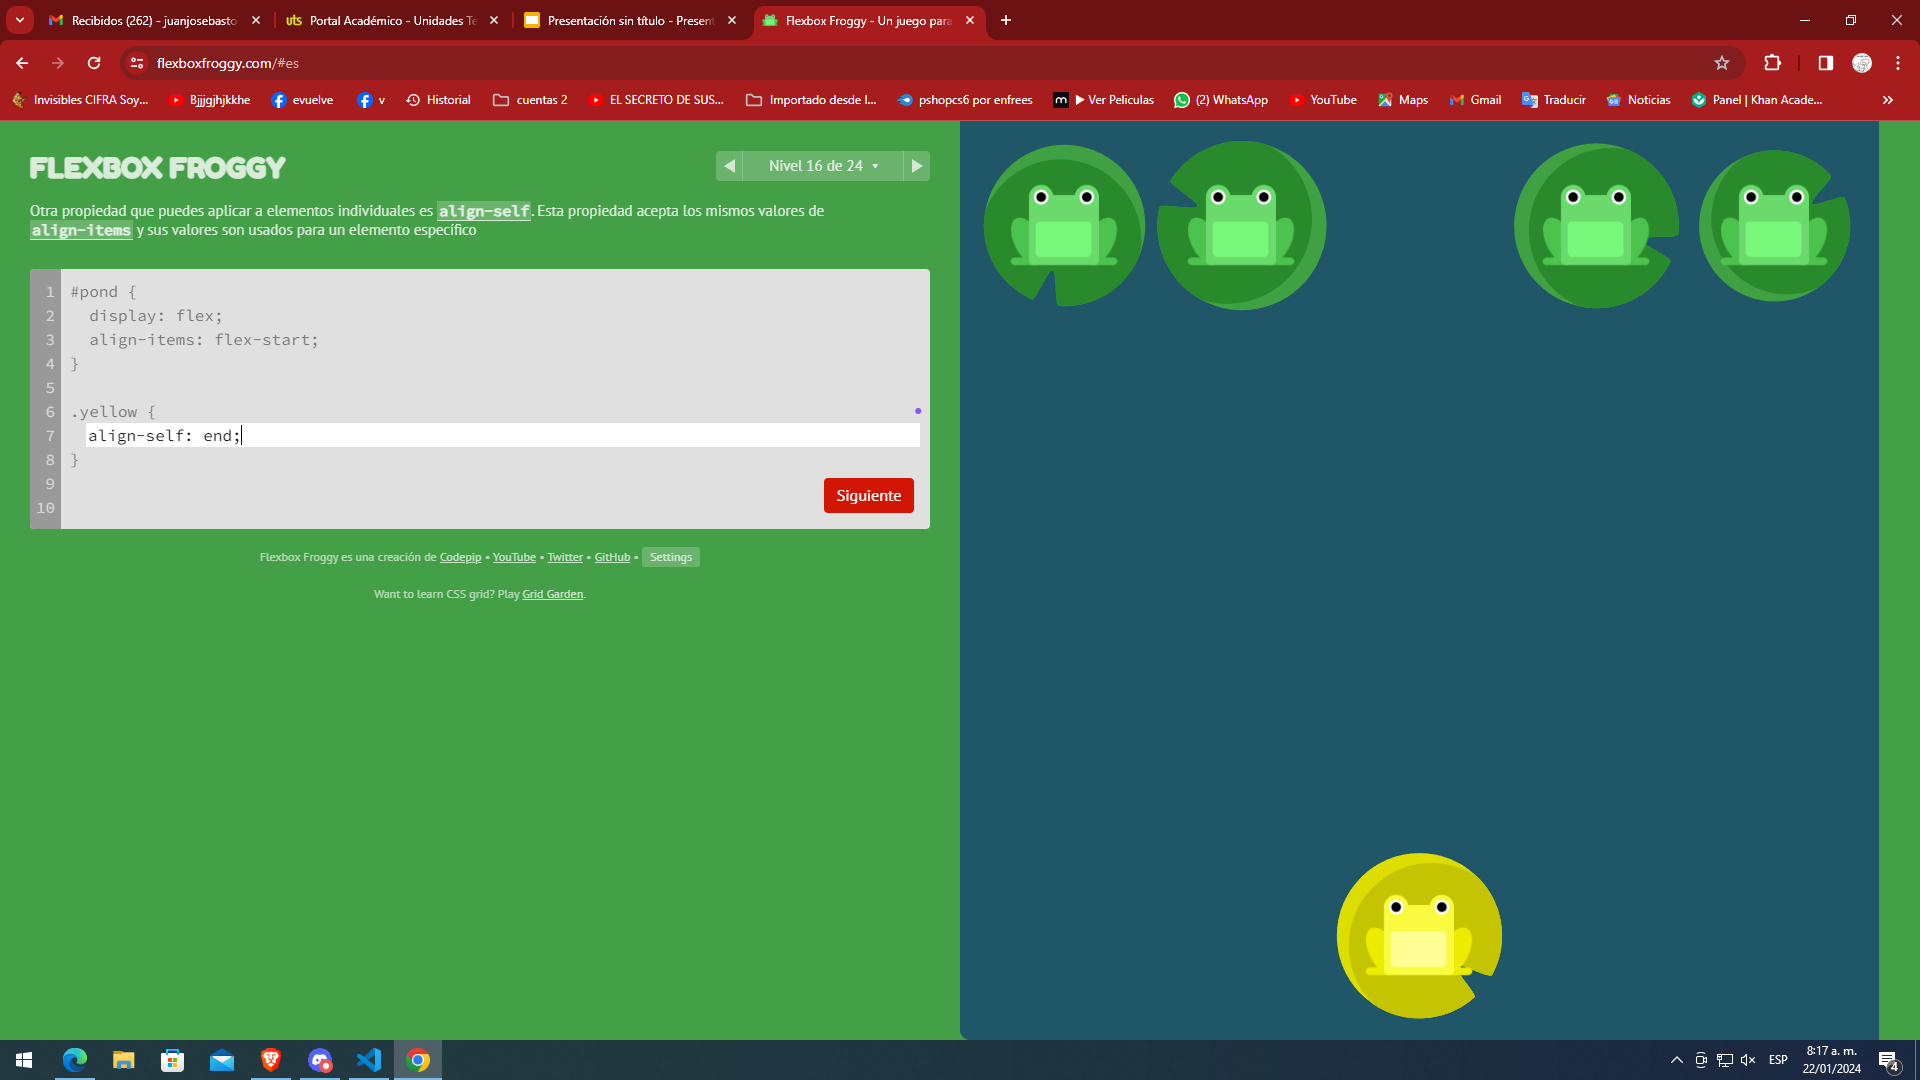 Recibidos (262) - juanjosebasto
Portal Académico - Unidades Te
Presentación sin título - Present
Flexbox Froggy - Un juego para
flexboxfroggy.com/#es
Invisibles CIFRA Soy...
Bjjjgjhjkkhe
evuelve
v
Historial
cuentas 2
EL SECRETO DE SUS...
Importado desde l...
pshopcs6 por enfrees
▶ Ver Peliculas
(2) WhatsApp
YouTube
Maps
Gmail
Traducir
Noticias
Panel | Khan Acade...
FLEXBOX FROGGY
Nivel 16 de 24
Otra propiedad que puedes aplicar a elementos individuales es align-self. Esta propiedad acepta los mismos valores de
align-items y sus valores son usados para un elemento específico
1 #pond {
2 display: flex;
3 align-items: flex-start;
4 }
5
6 .yellow {
7 align-self: end;
8 }
9
10
Siguiente
Flexbox Froggy es una creación de Codepip • YouTube • Twitter • GitHub • Settings
Want to learn CSS grid? Play Grid Garden.
ESP
8:17 a. m.
22/01/2024
4